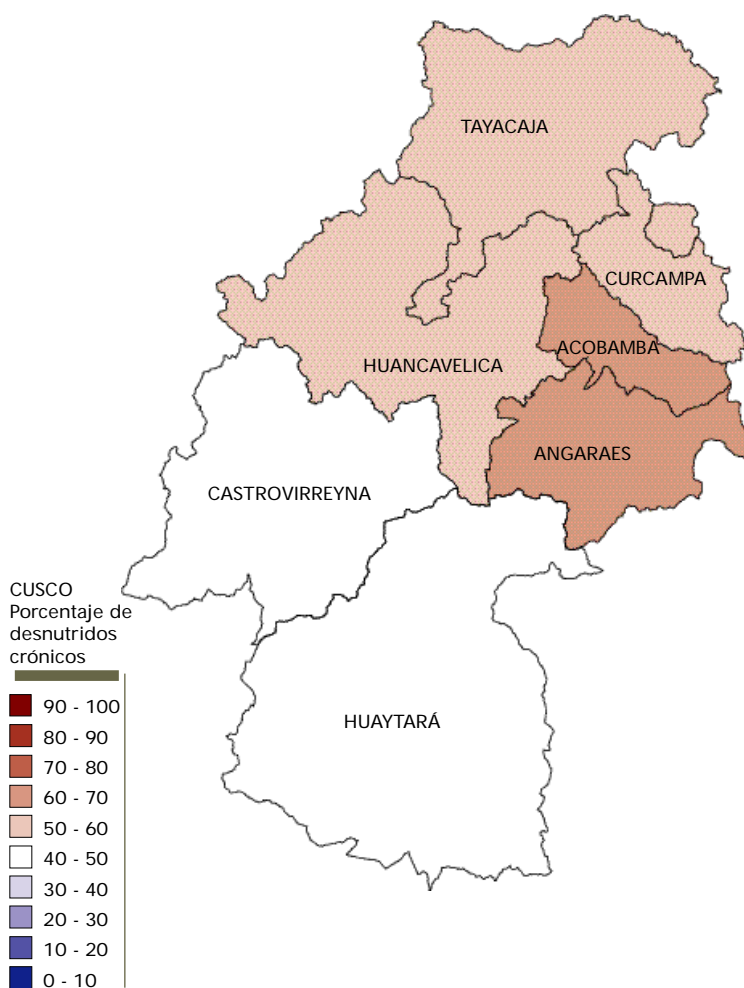 TAYACAJA
CURCAMPA
ACOBAMBA
HUANCAVELICA
ANGARAES
CASTROVIRREYNA
HUAYTARÁ
CUSCO
Porcentaje de
desnutridos
crónicos
90 - 100
80 - 90
70 - 80
60 - 70
50 - 60
40 - 50
30 - 40
20 - 30
10 - 20
0 - 10